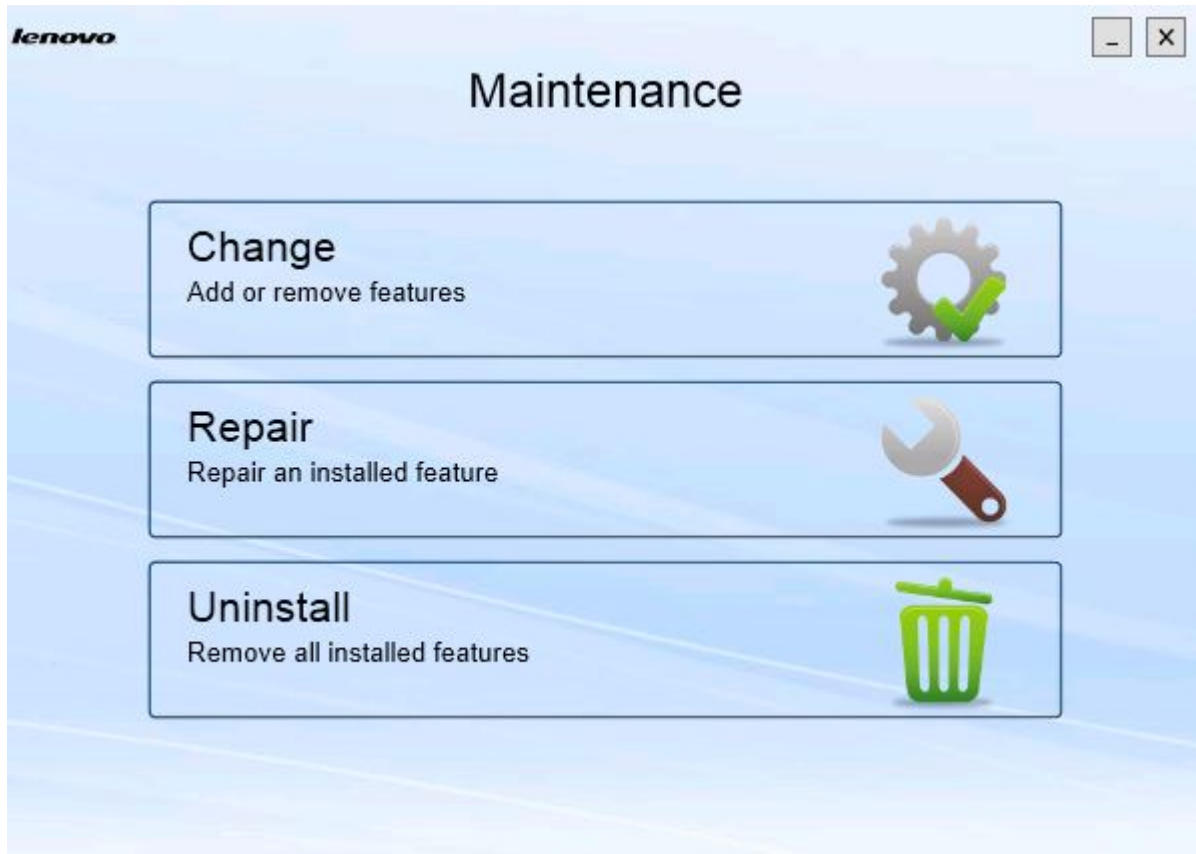 lenovo
Maintenance
Change
Add or remove features
Repair
Repair an installed feature
Uninstall
Remove all installed features